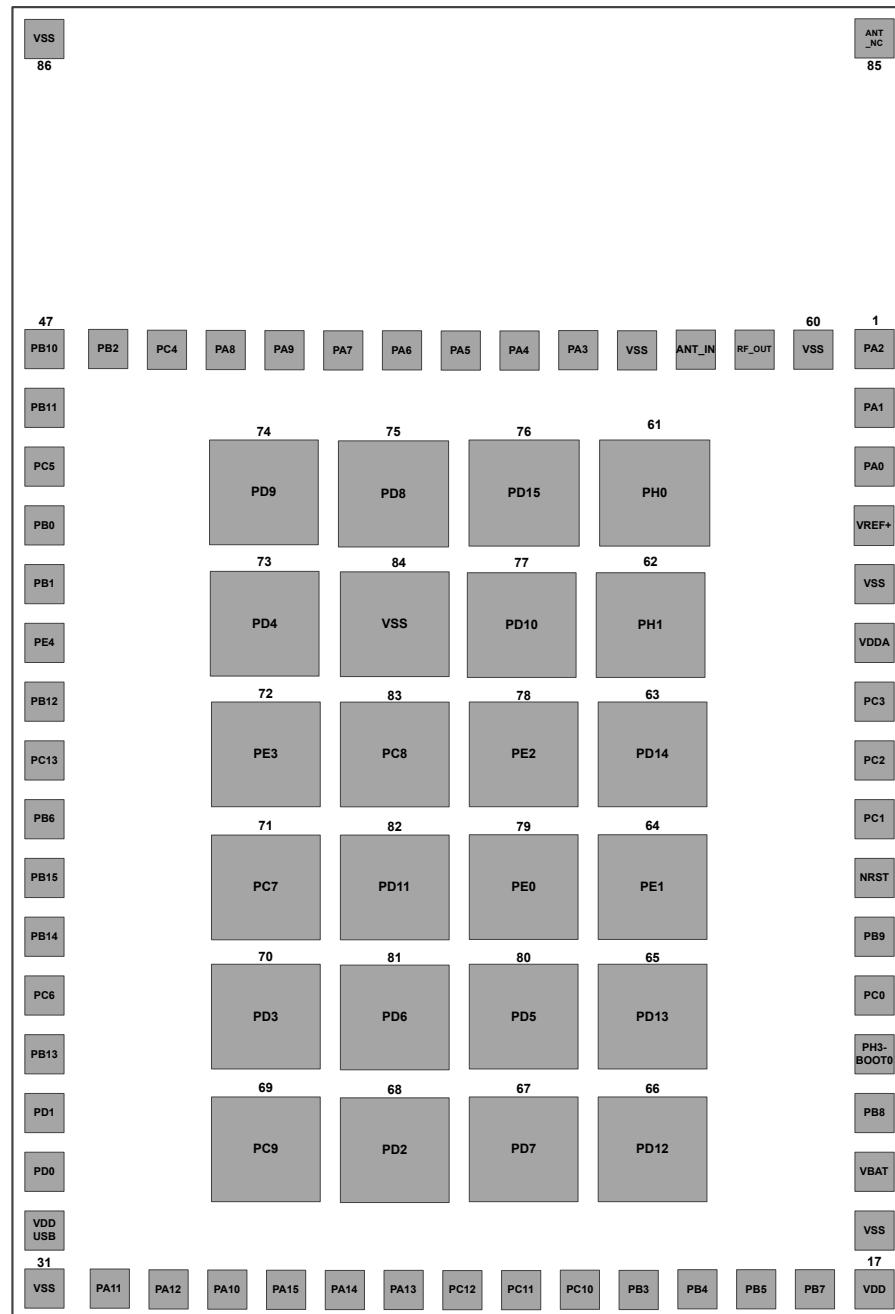 VSS
ANT
_NC
86
85
47
60
1
PB10
PB2
PC4
PA8
PA9
PA7
PA6
PA5
PA4
PA3
VSS
ANT_IN
RF_OUT
VSS
PA2
PB11
PA1
74
75
76
61
PC5
PA0
PD9
PD8
PD15
PH0
PB0
VREF+
73
84
77
62
PB1
VSS
PD4
VSS
PD10
PH1
PE4
VDDA
72
83
78
63
PB12
PC3
PE3
PC8
PE2
PD14
PC13
PC2
PB6
PC1
71
82
79
64
PB15
NRST
PC7
PD11
PE0
PE1
PB14
PB9
70
81
80
65
PC6
PC0
PD3
PD6
PD5
PD13
PB13
PH3-
BOOT0
69
68
67
66
PD1
PB8
PC9
PD2
PD7
PD12
PD0
VBAT
VDD
USB
VSS
31
17
VSS
PA11
PA12
PA10
PA15
PA14
PA13
PC12
PC11
PC10
PB3
PB4
PB5
PB7
VDD